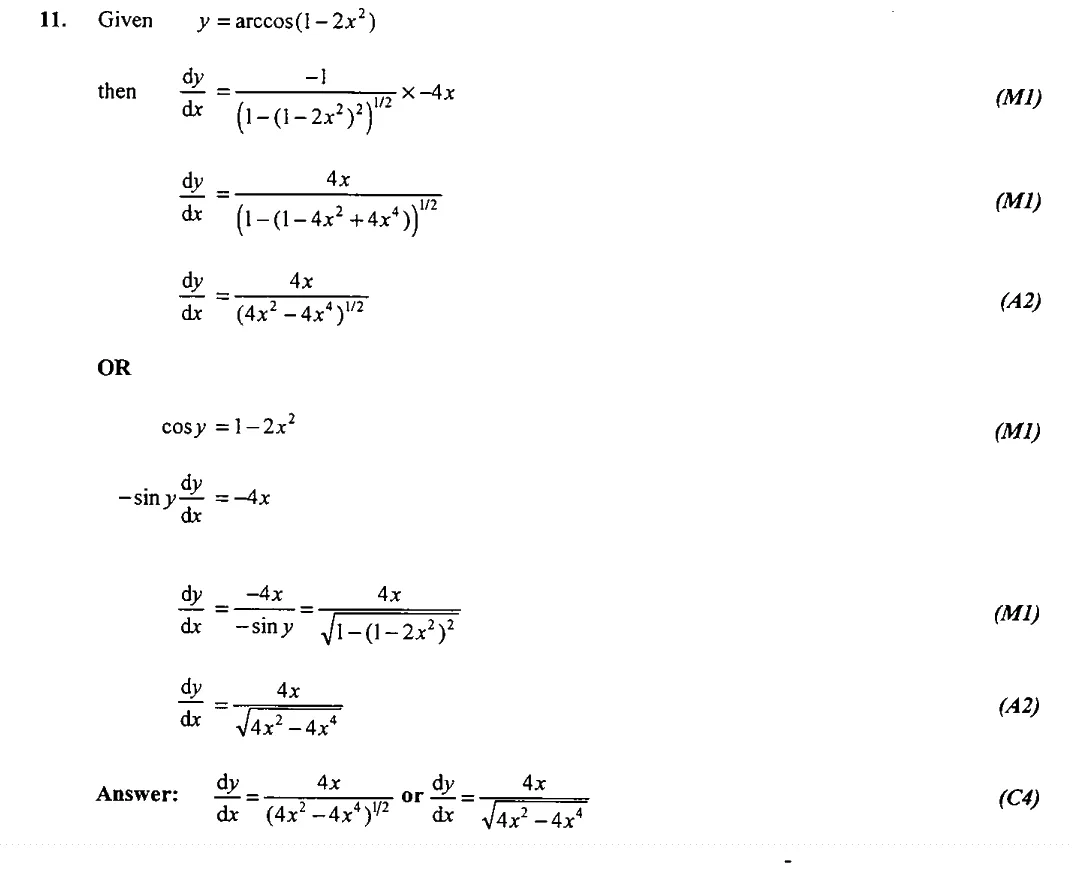 11. Given y = arccos(1 – 2x²)
then dy/dx = –1/(1 – (1 – 2x²)²)^1/2 × –4x (M1)
dy/dx = 4x/(1 – (1 – 4x² + 4x⁴))^1/2 (M1)
dy/dx = 4x/(4x² – 4x⁴)^1/2 (A2)
OR
cos y = 1 – 2x² (M1)
–sin y dy/dx = –4x
dy/dx = –4x/–sin y = 4x/√(1 – (1 – 2x²)²) (M1)
dy/dx = 4x/√(4x² – 4x⁴) (A2)
Answer: dy/dx = 4x/(4x² – 4x⁴)^1/2 or dy/dx = 4x/√(4x² – 4x⁴) (C4)